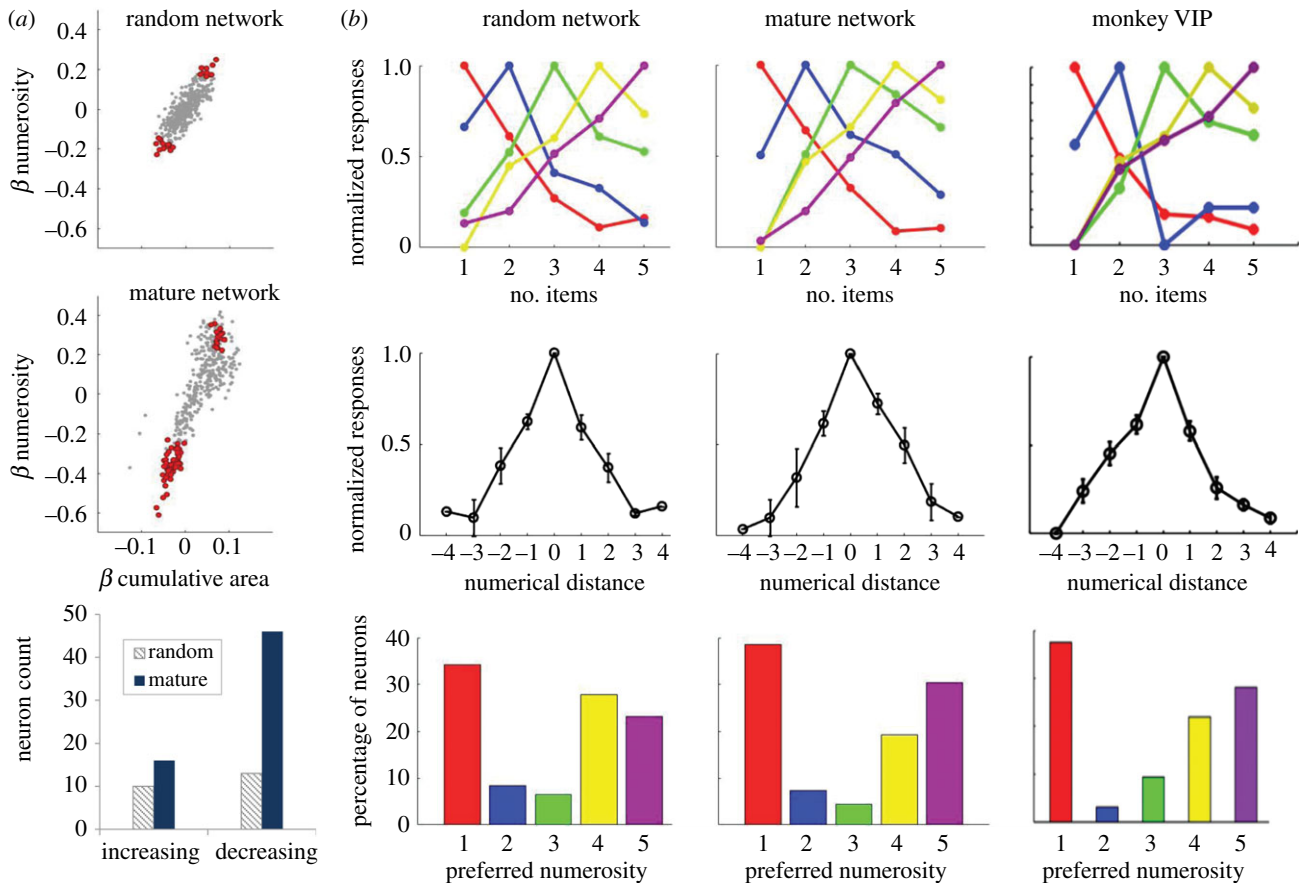 (a)
random network
0.4
0.2
0
−0.2
−0.4
−0.6
β numerosity
mature network
0.4
0.2
0
−0.2
−0.4
−0.6
β numerosity
−0.1 0 0.1
β cumulative area
50
40
30
20
10
0
neuron count
random
mature
increasing decreasing
(b)
random network
mature network
monkey VIP
1.0
0.5
0
normalized responses
1 2 3 4 5
no. items
1 2 3 4 5
no. items
1 2 3 4 5
no. items
1.0
0.5
0
normalized responses
−4 −3 −2 −1 0 1 2 3 4
numerical distance
−4 −3 −2 −1 0 1 2 3 4
numerical distance
−4 −3 −2 −1 0 1 2 3 4
numerical distance
40
30
20
10
0
percentage of neurons
1 2 3 4 5
preferred numerosity
1 2 3 4 5
preferred numerosity
1 2 3 4 5
preferred numerosity